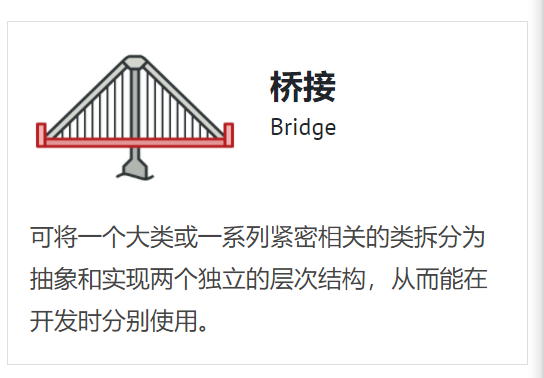 桥接
Bridge
可将一个大类或一系列紧密相关的类拆分为
抽象和实现两个独立的层次结构，从而能在
开发时分别使用。